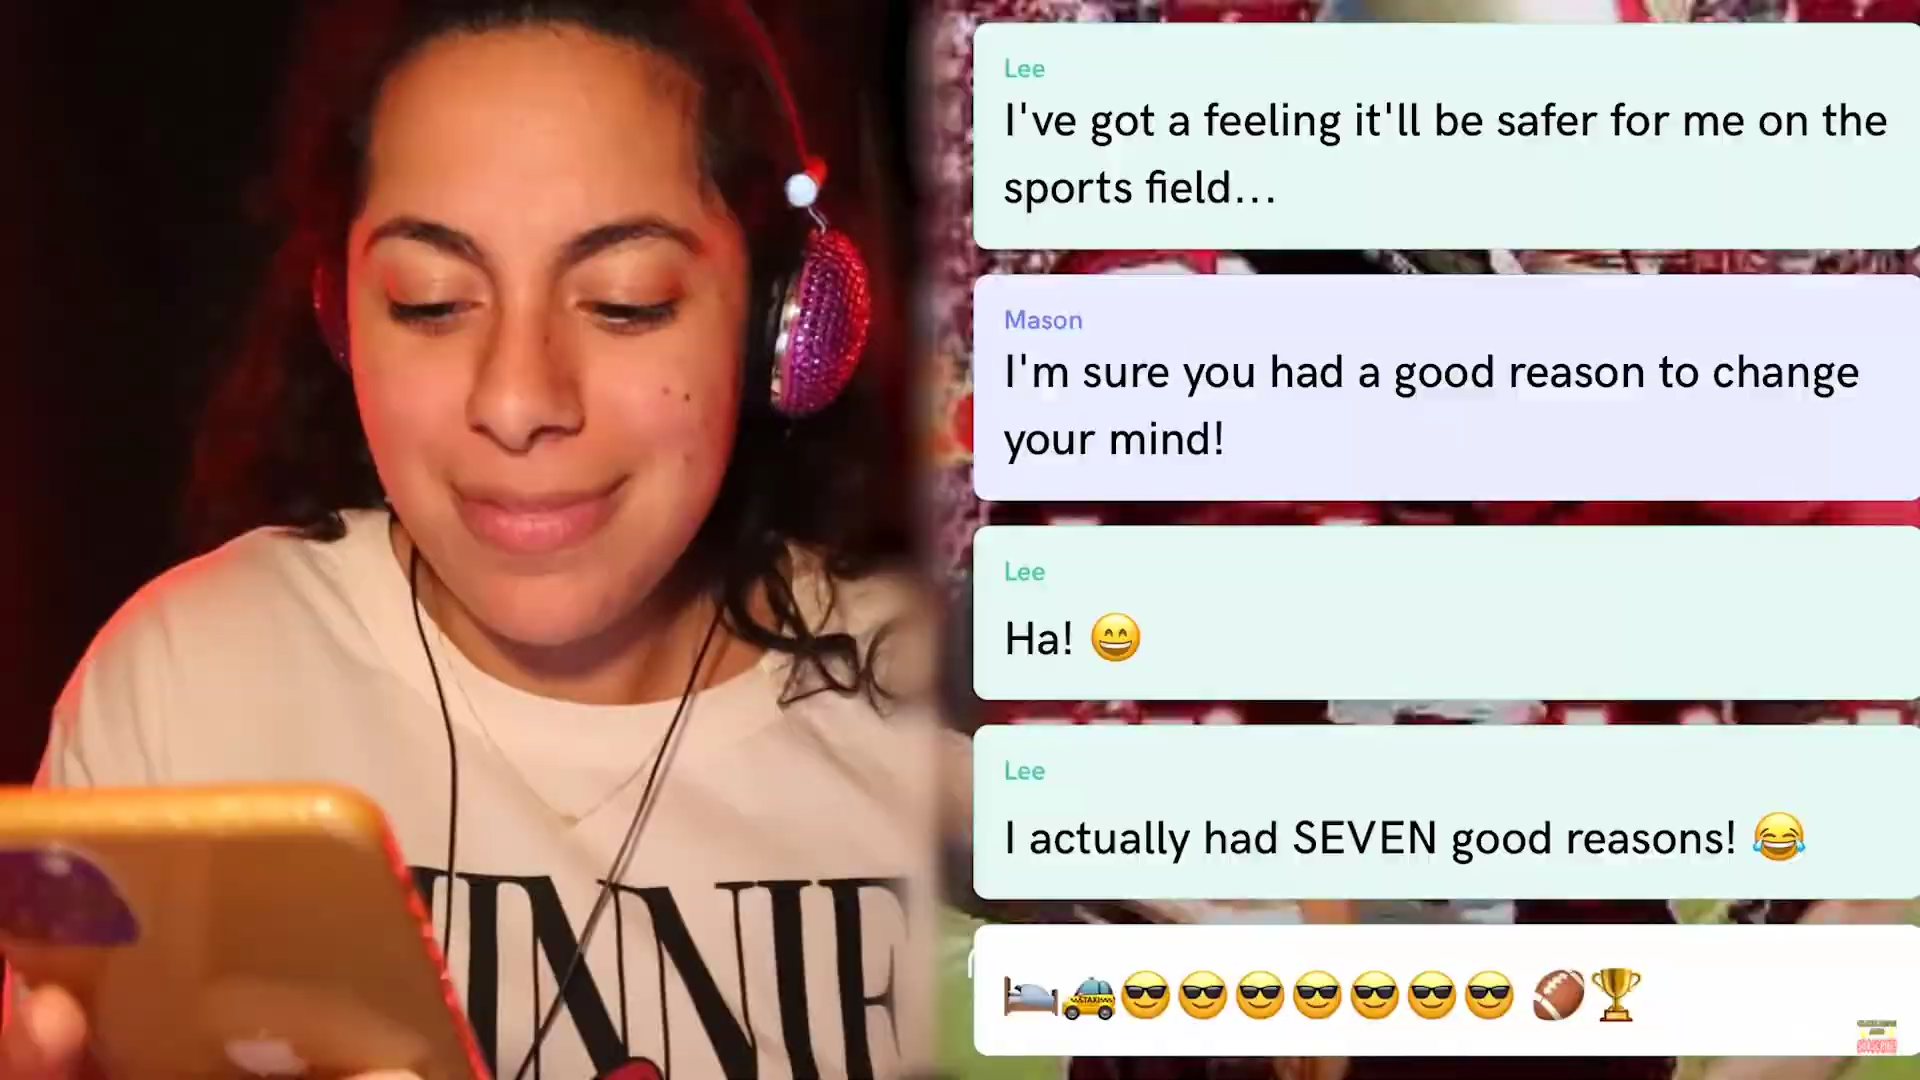 Lee
I've got a feeling it'll be safer for me on the
sports field...
Mason
I'm sure you had a good reason to change
your mind!
Lee
Ha! 😄
Lee
I actually had SEVEN good reasons! 😂
🛏️🚕😎😎😎😎😎😎😎 🏈🏆